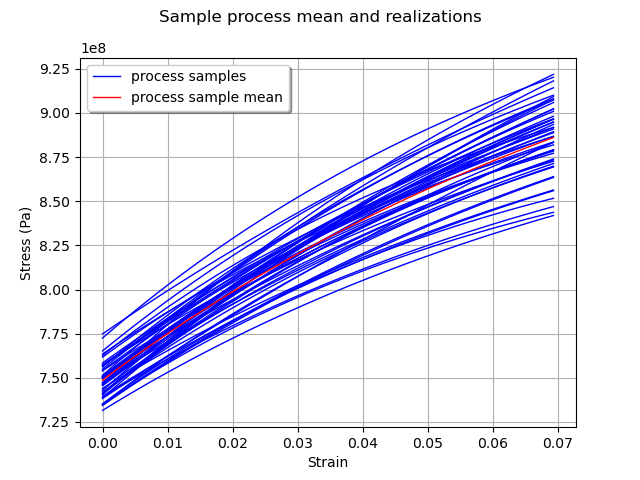 Sample process mean and realizations
1e8
9.25
9.00
8.75
8.50
8.25
8.00
7.75
7.50
7.25
Stress (Pa)
process samples
process sample mean
0.00 0.01 0.02 0.03 0.04 0.05 0.06 0.07
Strain